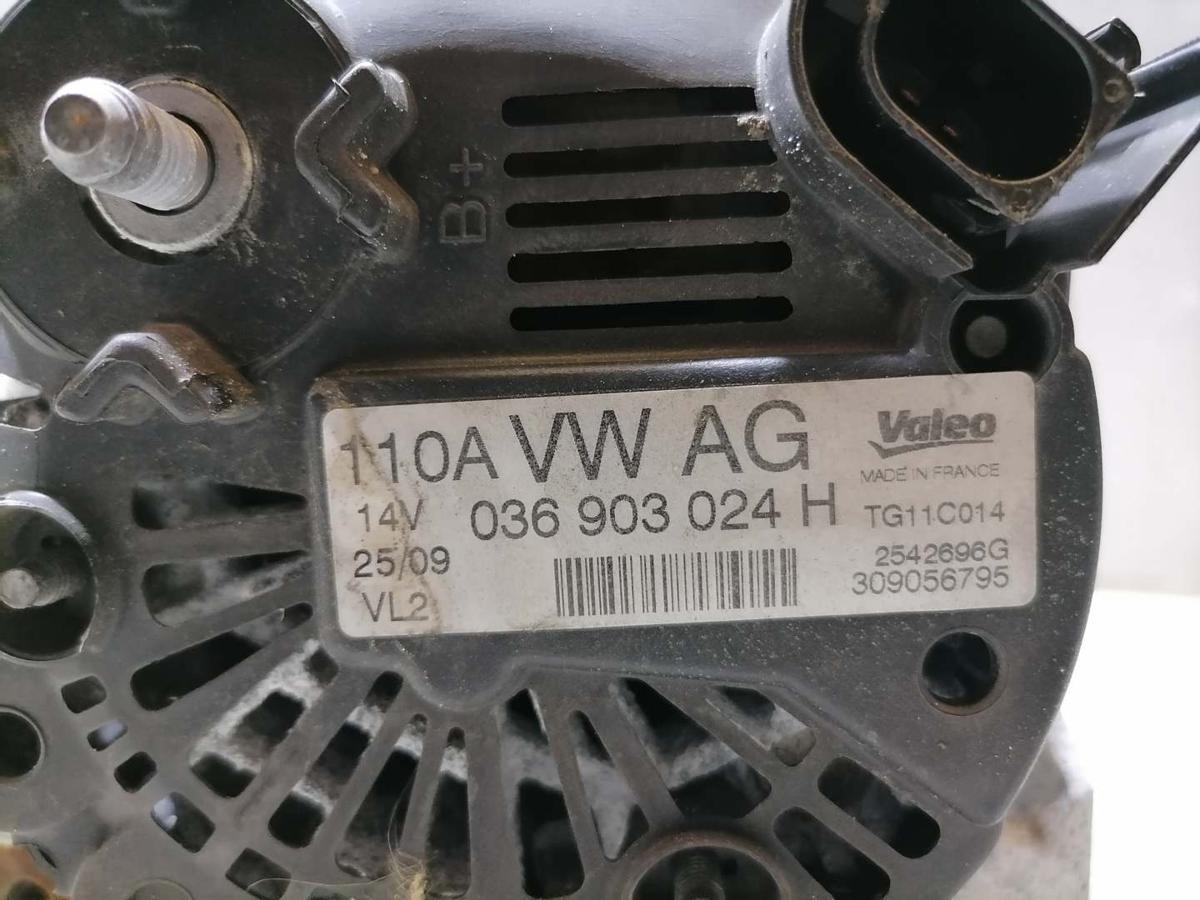 B+
110A VW AG
14V 036 903 024 H
25/09
VL2
Valeo
MADE IN FRANCE
TG11C014
2542696G
309056795